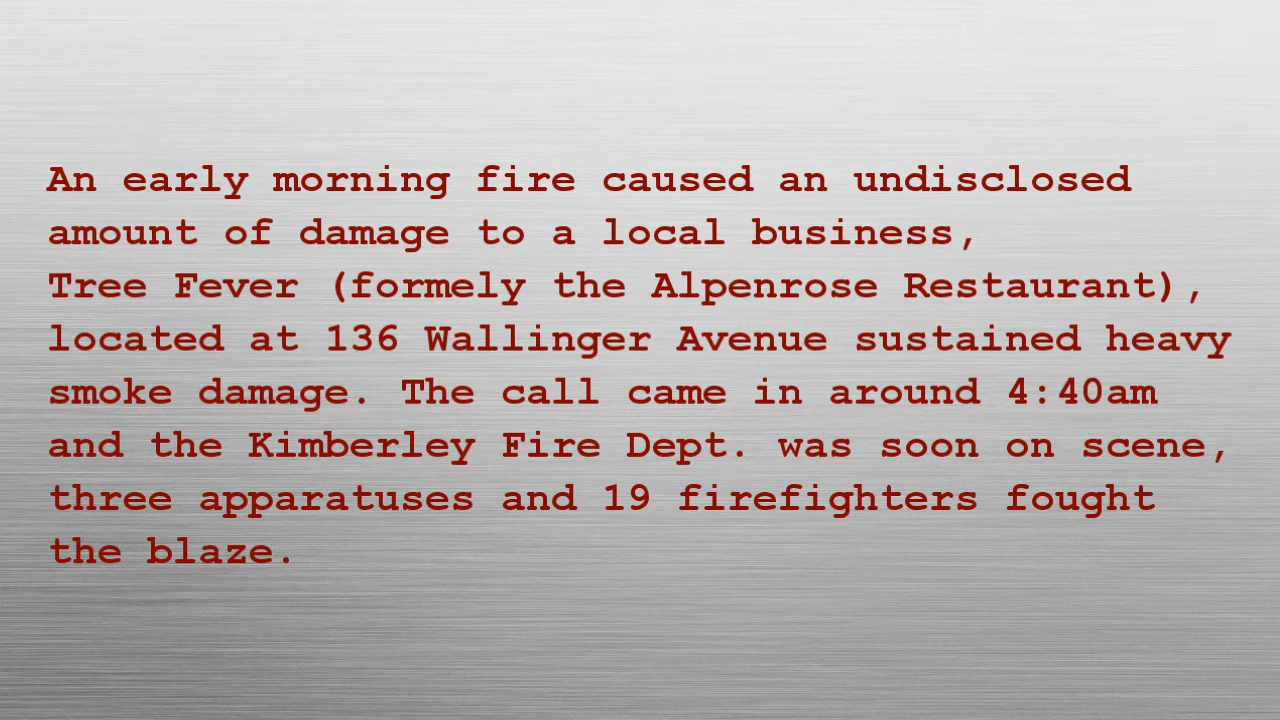 An early morning fire caused an undisclosed
amount of damage to a local business,
Tree Fever (formely the Alpenrose Restaurant),
located at 136 Wallinger Avenue sustained heavy
smoke damage. The call came in around 4:40am
and the Kimberley Fire Dept. was soon on scene,
three apparatuses and 19 firefighters fought
the blaze.